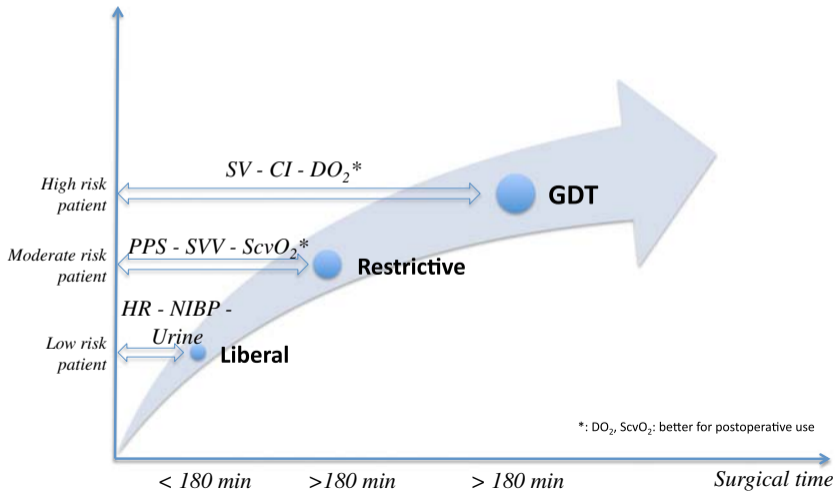 SV - CI - DO₂*
High risk
patient
GDT
PPS - SVV - ScvO₂*
Moderate risk
patient
Restrictive
HR - NIBP -
Urine
Low risk
patient
Liberal
*: DO₂, ScvO₂: better for postoperative use
< 180 min
>180 min
> 180 min
Surgical time